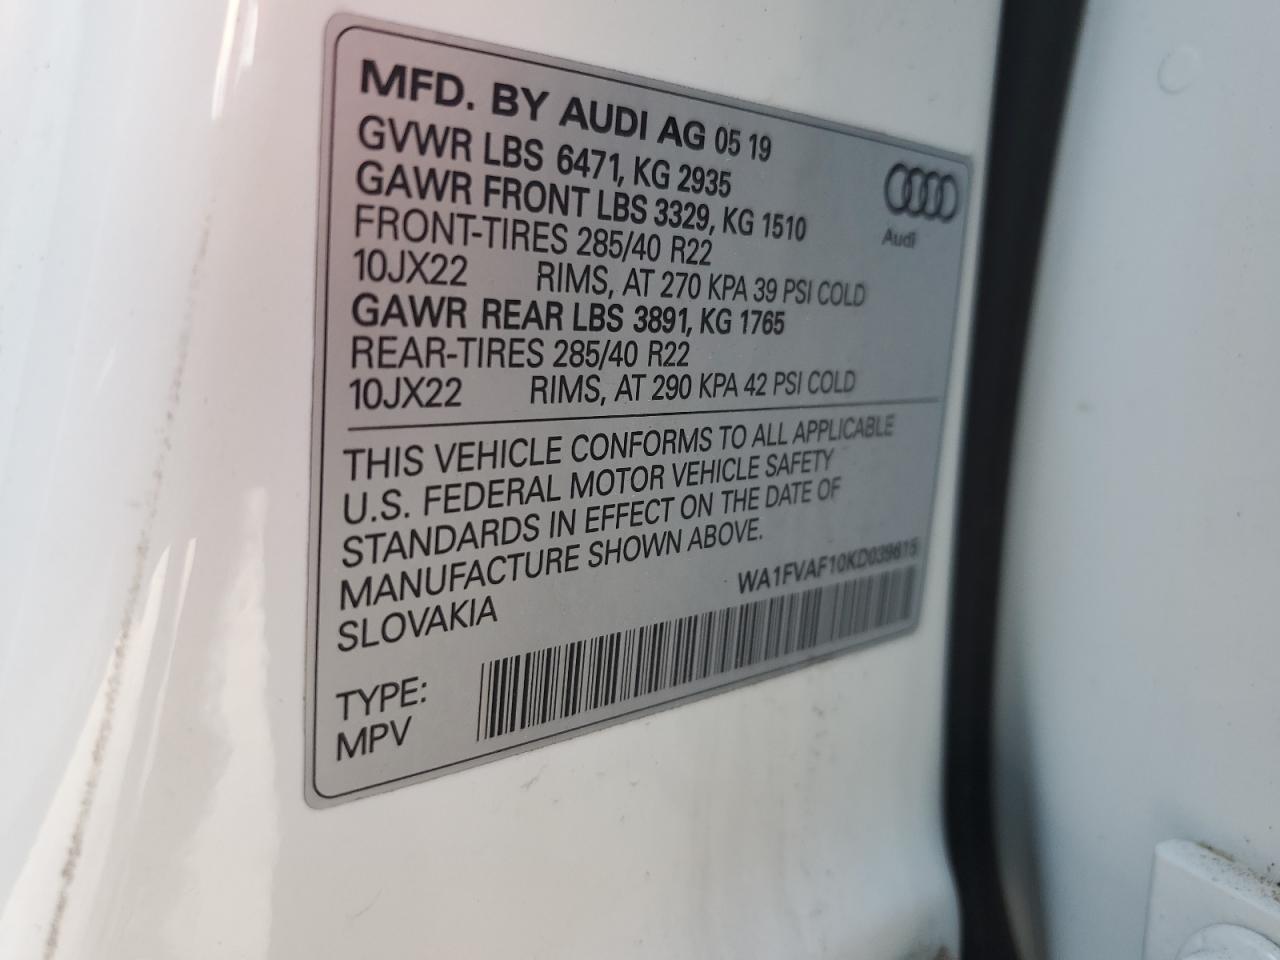 MFD. BY AUDI AG 05 19
GVWR LBS 6471, KG 2935
GAWR FRONT LBS 3329, KG 1510
FRONT-TIRES 285/40 R22
10JX22 RIMS, AT 270 KPA 39 PSI COLD
GAWR REAR LBS 3891, KG 1765
REAR-TIRES 285/40 R22
10JX22 RIMS, AT 290 KPA 42 PSI COLD
Audi
THIS VEHICLE CONFORMS TO ALL APPLICABLE
U.S. FEDERAL MOTOR VEHICLE SAFETY
STANDARDS IN EFFECT ON THE DATE OF
MANUFACTURE SHOWN ABOVE.
SLOVAKIA
WA1FVAF10KD039615
TYPE:
MPV